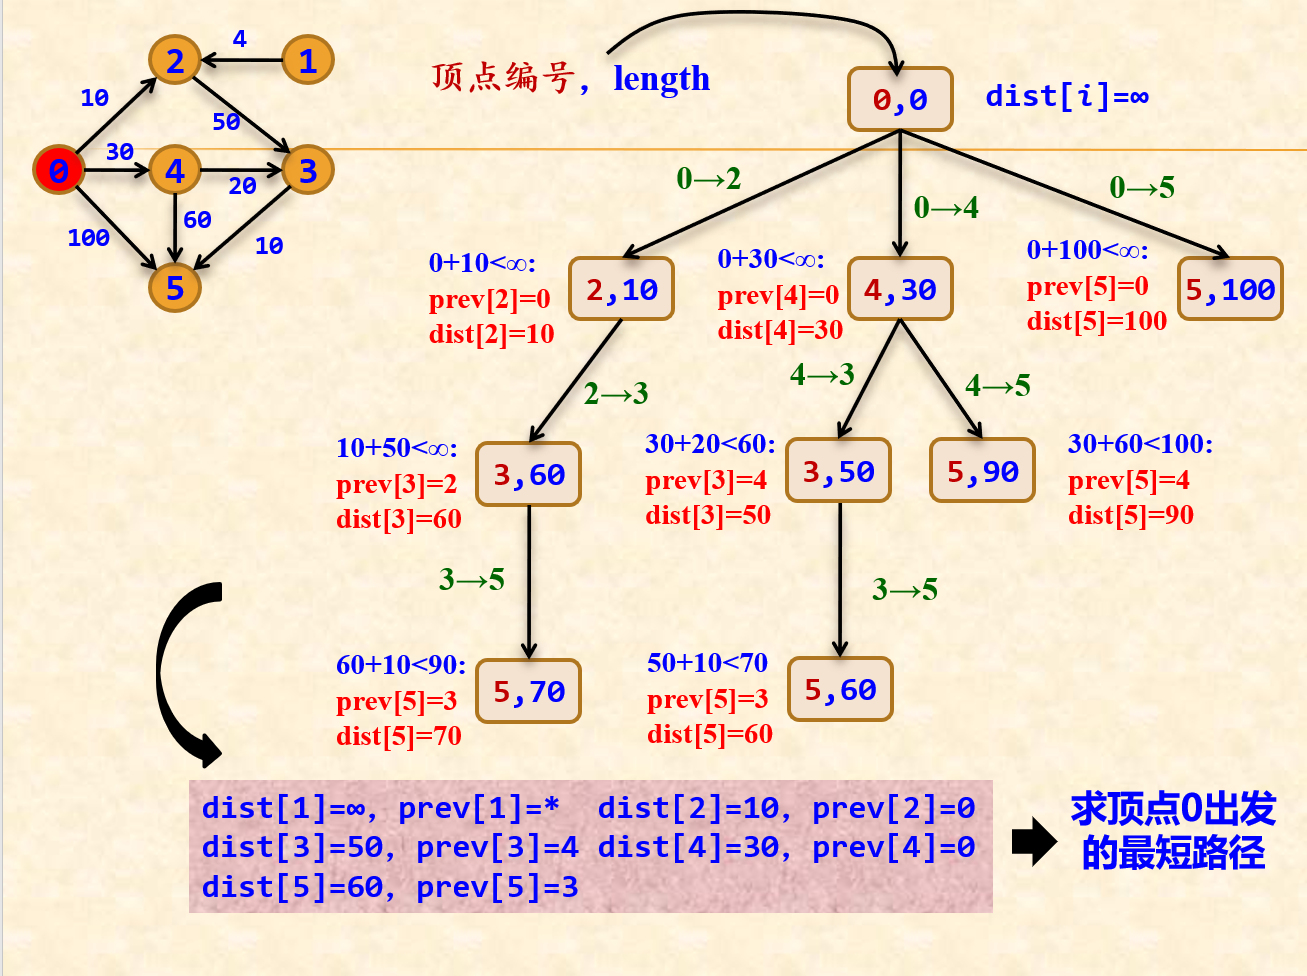 2
4
1
10
50
0
30
4
20
3
60
100
10
5
顶点编号，length
0,0
dist[i]=∞
0→2
0→4
0→5
0+10<∞:
prev[2]=0
dist[2]=10
2,10
0+30<∞:
prev[4]=0
dist[4]=30
4,30
0+100<∞:
prev[5]=0
dist[5]=100
5,100
2→3
4→3
4→5
10+50<∞:
prev[3]=2
dist[3]=60
3,60
30+20<60:
prev[3]=4
dist[3]=50
3,50
5,90
30+60<100:
prev[5]=4
dist[5]=90
3→5
3→5
60+10<90:
prev[5]=3
dist[5]=70
5,70
50+10<70
prev[5]=3
dist[5]=60
5,60
dist[1]=∞, prev[1]=* dist[2]=10, prev[2]=0
dist[3]=50, prev[3]=4 dist[4]=30, prev[4]=0
dist[5]=60, prev[5]=3
求顶点0出发
的最短路径